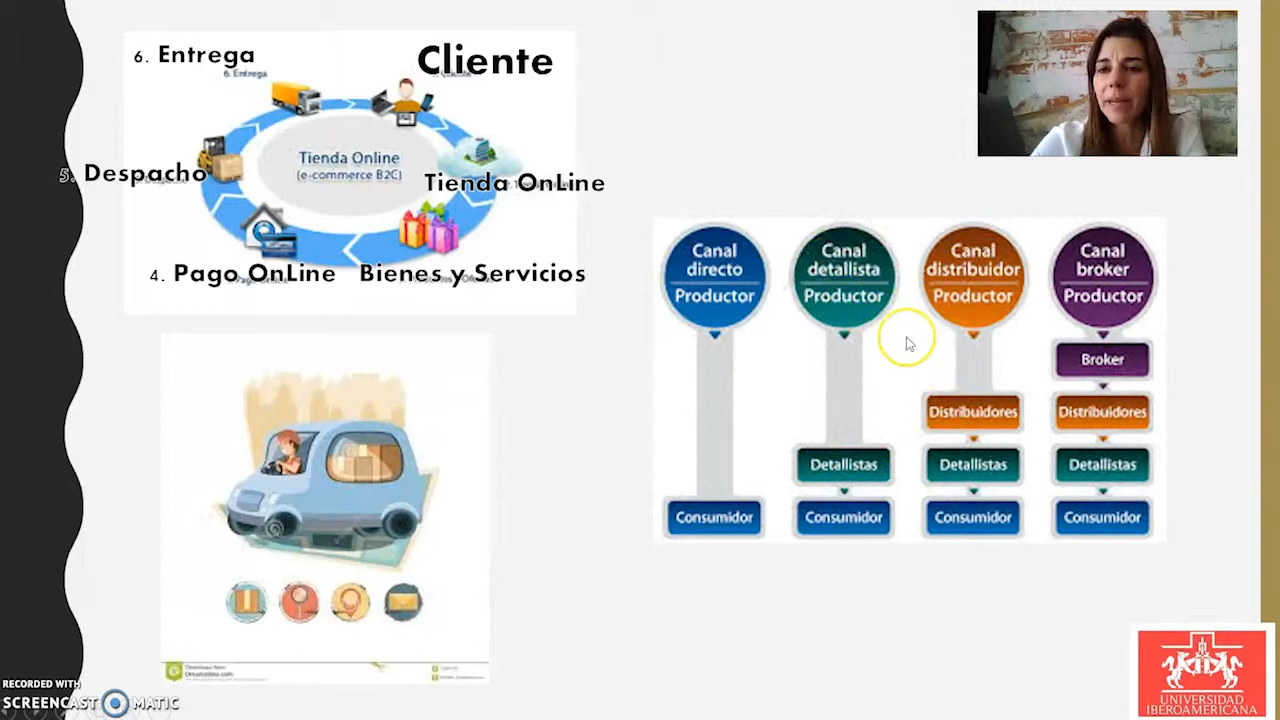 6. Entrega
Cliente
6. Entrega
Tienda Online
(e-commerce B2C)
5. Despacho
Tienda OnLine
4. Pago OnLine
Bienes y Servicios
Canal
directo
Productor
Consumidor
Canal
detallista
Productor
Detallistas
Consumidor
Canal
distribuidor
Productor
Distribuidores
Detallistas
Consumidor
Canal
broker
Productor
Broker
Distribuidores
Detallistas
Consumidor
RECORDED WITH
SCREENCAST MATIC
UNIVERSIDAD
IBEROAMERICANA